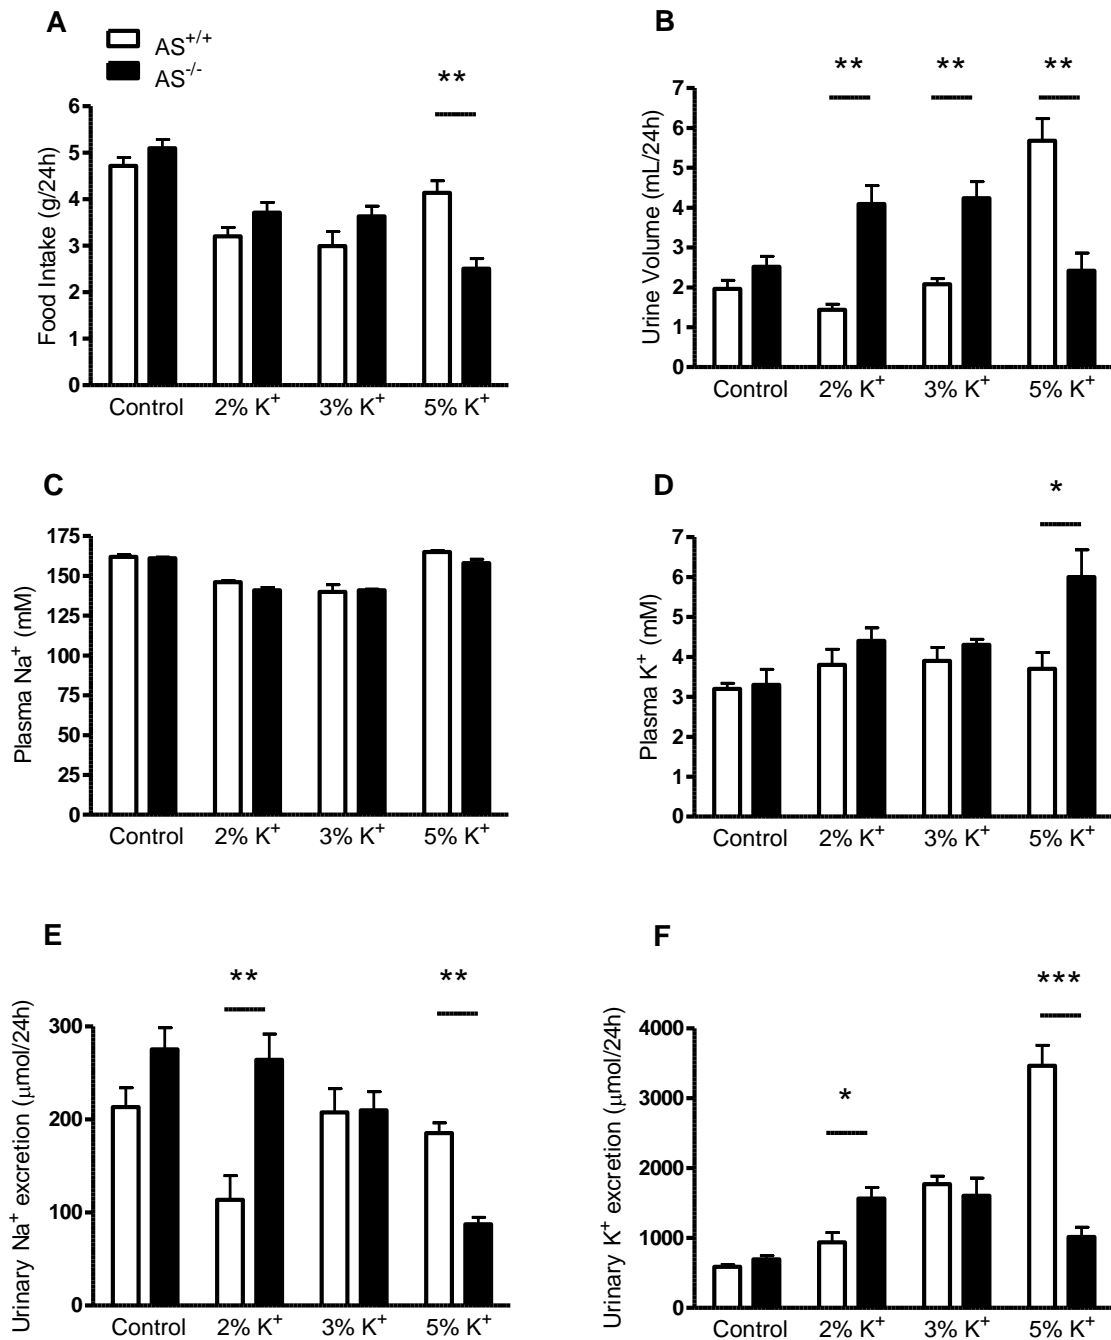 A
AS+/+
AS-/-
**
Food Intake (g/24h)
6
5
4
3
2
1
0
Control 2% K+ 3% K+ 5% K+
B
** ** **
Urine Volume (mL/24h)
7
6
5
4
3
2
1
0
Control 2% K+ 3% K+ 5% K+
C
Plasma Na+ (mM)
175
150
125
100
75
50
25
0
Control 2% K+ 3% K+ 5% K+
D
*
Plasma K+ (mM)
7
6
5
4
3
2
1
0
Control 2% K+ 3% K+ 5% K+
E
** **
Urinary Na+ excretion (μmol/24h)
300
200
100
0
Control 2% K+ 3% K+ 5% K+
F
***
*
Urinary K+ excretion (μmol/24h)
4000
3000
2000
1000
0
Control 2% K+ 3% K+ 5% K+